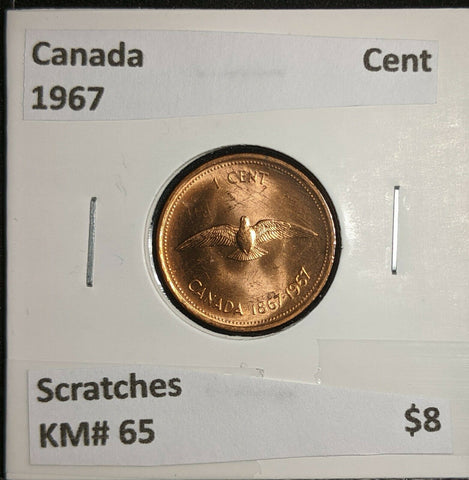 Canada Cent
1967
1 CENT
CANADA 1867-1967
Scratches
KM# 65 $8